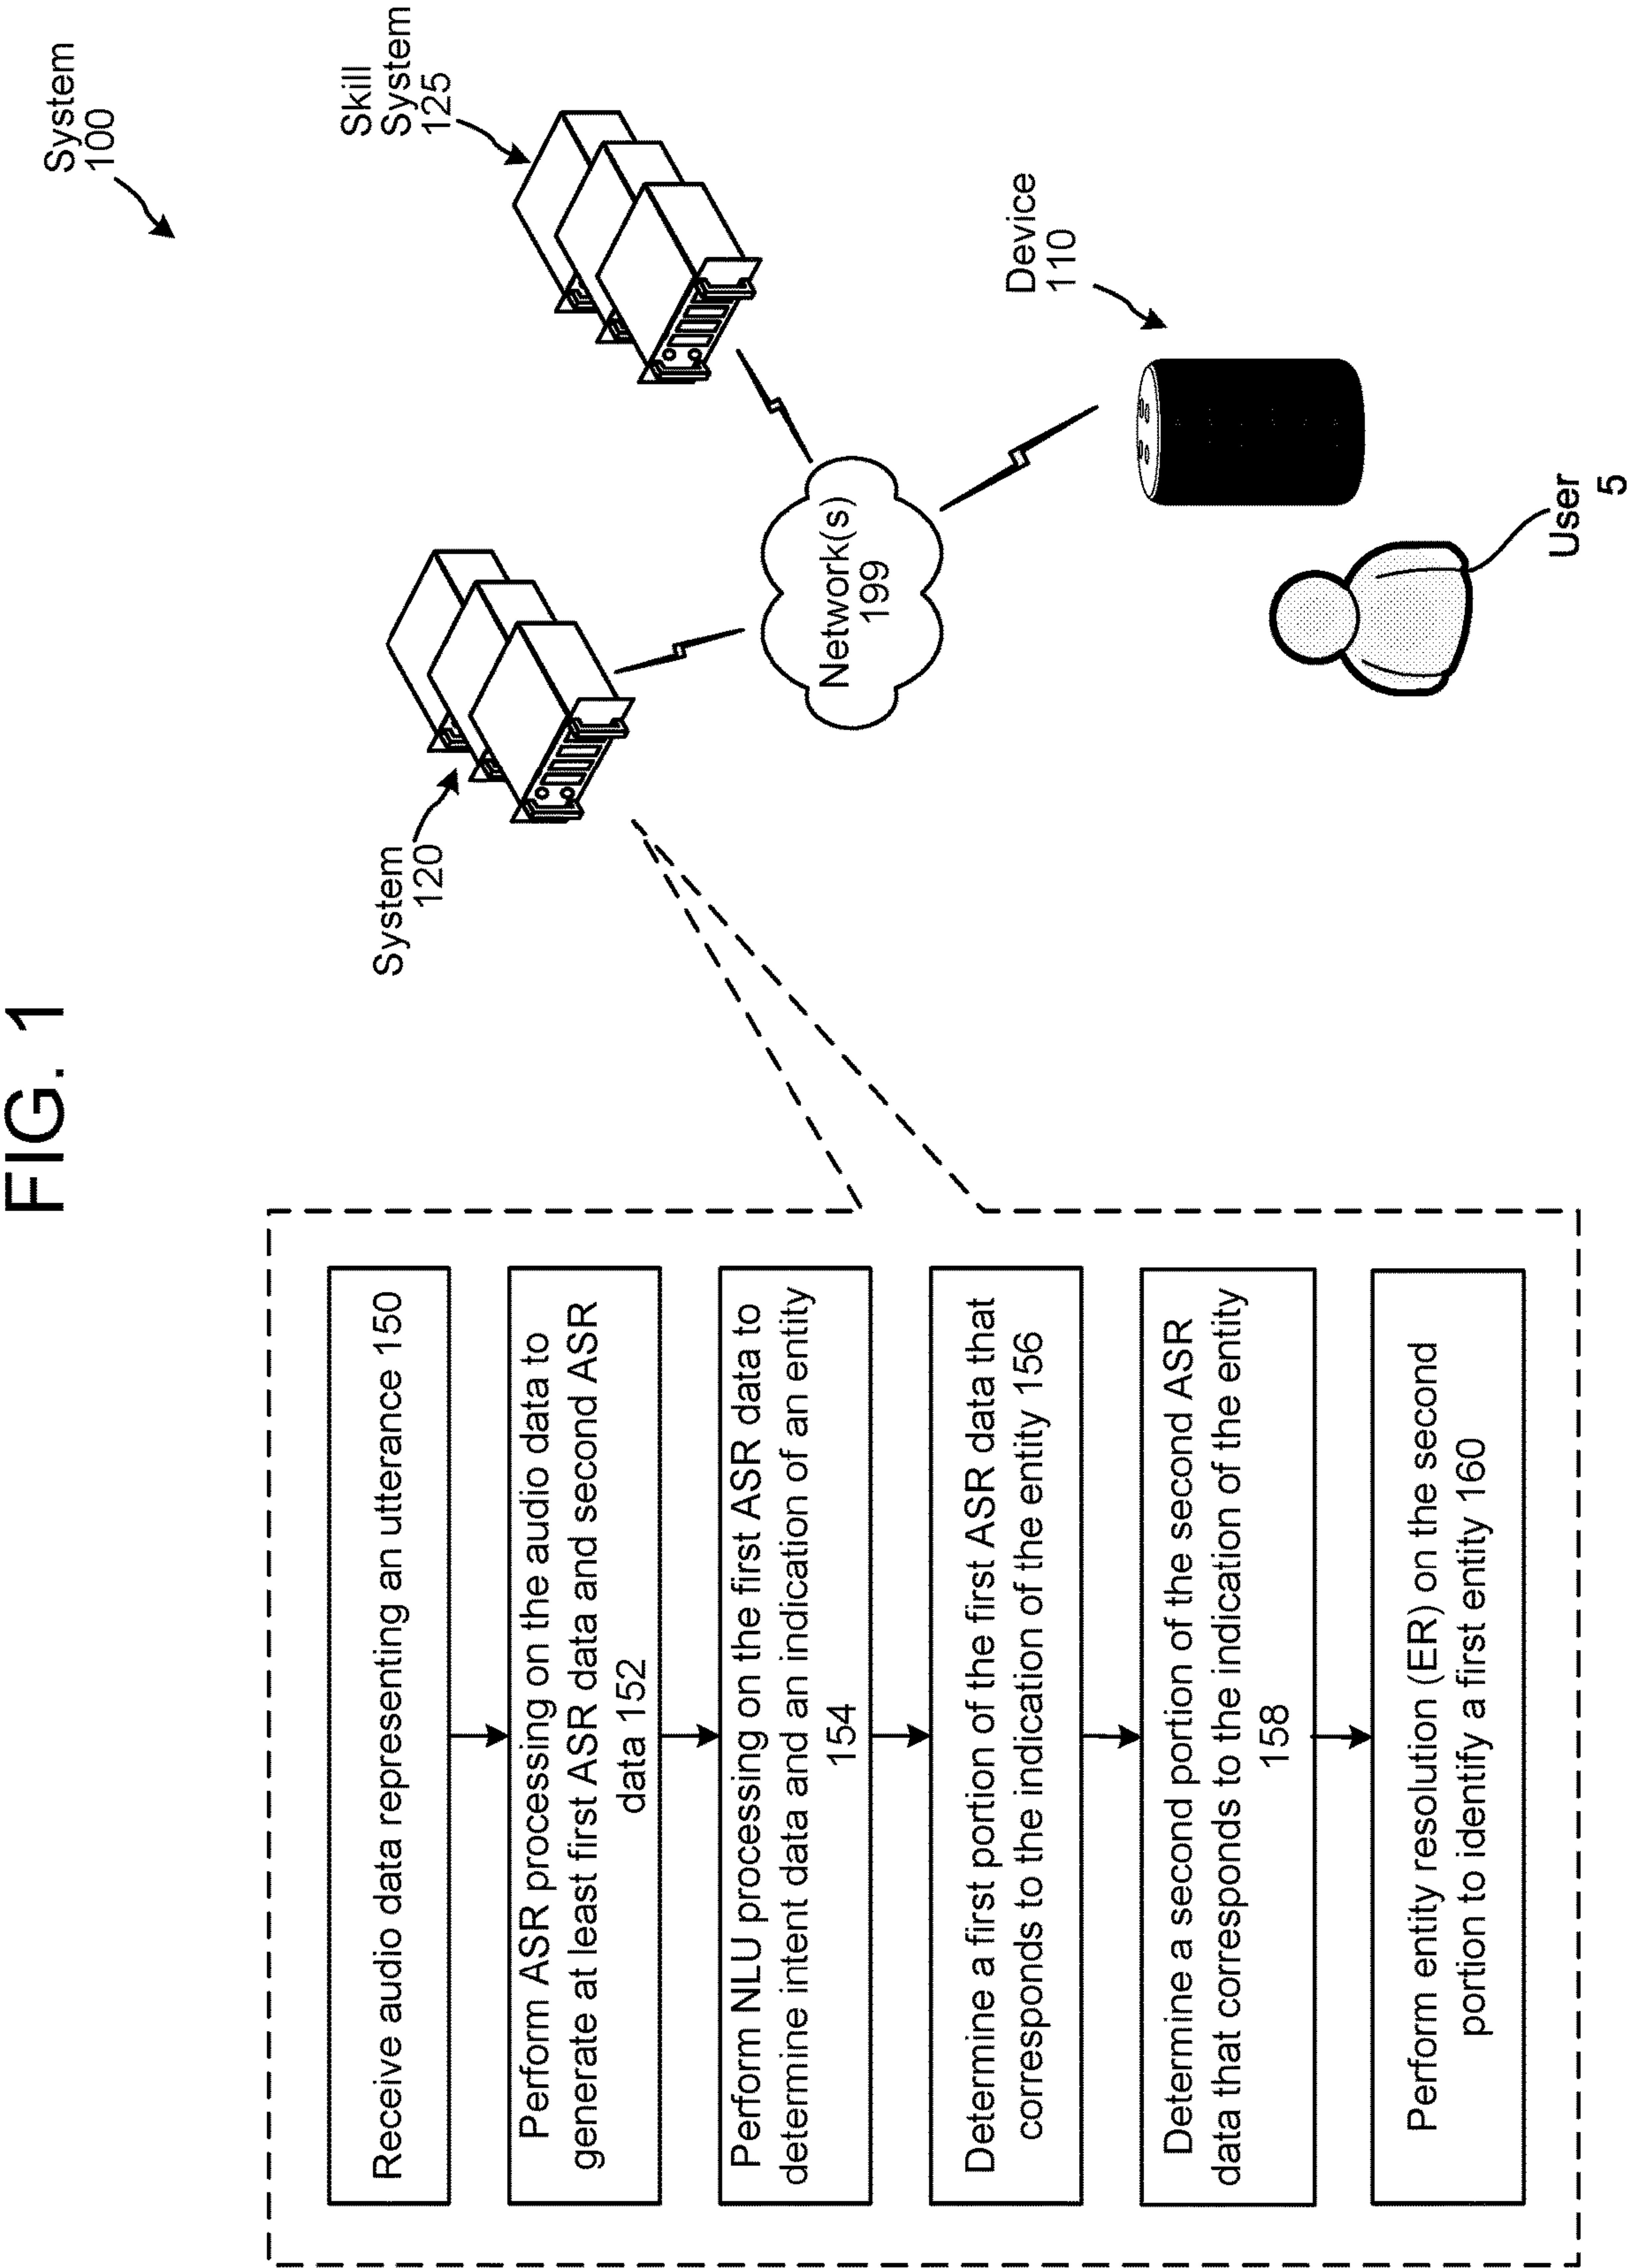 FIG. 1
System
100
Skill
System
125
System
120
Network(s)
199
Device
110
User
5
Receive audio data representing an utterance 150
Perform ASR processing on the audio data to
generate at least first ASR data and second ASR
data 152
Perform NLU processing on the first ASR data to
determine intent data and an indication of an entity
154
Determine a first portion of the first ASR data that
corresponds to the indication of the entity 156
Determine a second portion of the second ASR
data that corresponds to the indication of the entity
158
Perform entity resolution (ER) on the second
portion to identify a first entity 160